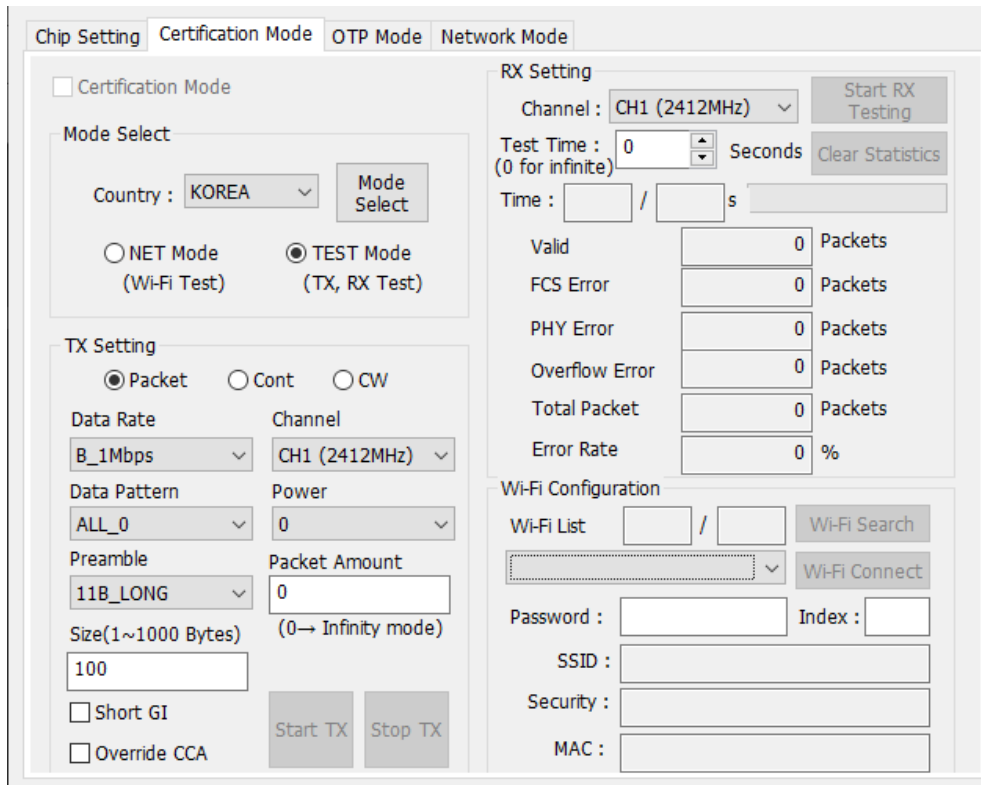 Chip Setting Certification Mode OTP Mode Network Mode
Certification Mode
Mode Select
Country : KOREA Mode Select
NET Mode
(Wi-Fi Test)
TEST Mode
(TX, RX Test)
TX Setting
Packet Cont CW
Data Rate Channel
B_1Mbps CH1 (2412MHz)
Data Pattern Power
ALL_0 0
Preamble Packet Amount
11B_LONG 0
Size(1~1000 Bytes) (0→ Infinity mode)
100
Short GI
Override CCA
Start TX Stop TX
RX Setting
Channel : CH1 (2412MHz) Start RX Testing
Test Time : 0 Seconds Clear Statistics
(0 for infinite)
Time : / s
Valid 0 Packets
FCS Error 0 Packets
PHY Error 0 Packets
Overflow Error 0 Packets
Total Packet 0 Packets
Error Rate 0 %
Wi-Fi Configuration
Wi-Fi List / Wi-Fi Search
Wi-Fi Connect
Password : Index :
SSID :
Security :
MAC :